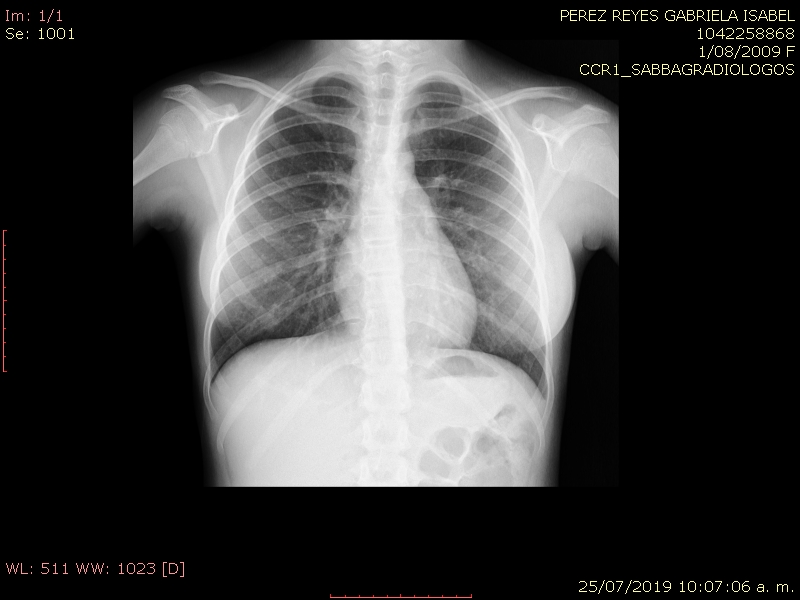 Im: 1/1
Se: 1001
PEREZ REYES GABRIELA ISABEL
1042258868
1/08/2009 F
CCR1_SABBAGRADIOLOGOS
WL: 511 WW: 1023 [D]
25/07/2019 10:07:06 a. m.